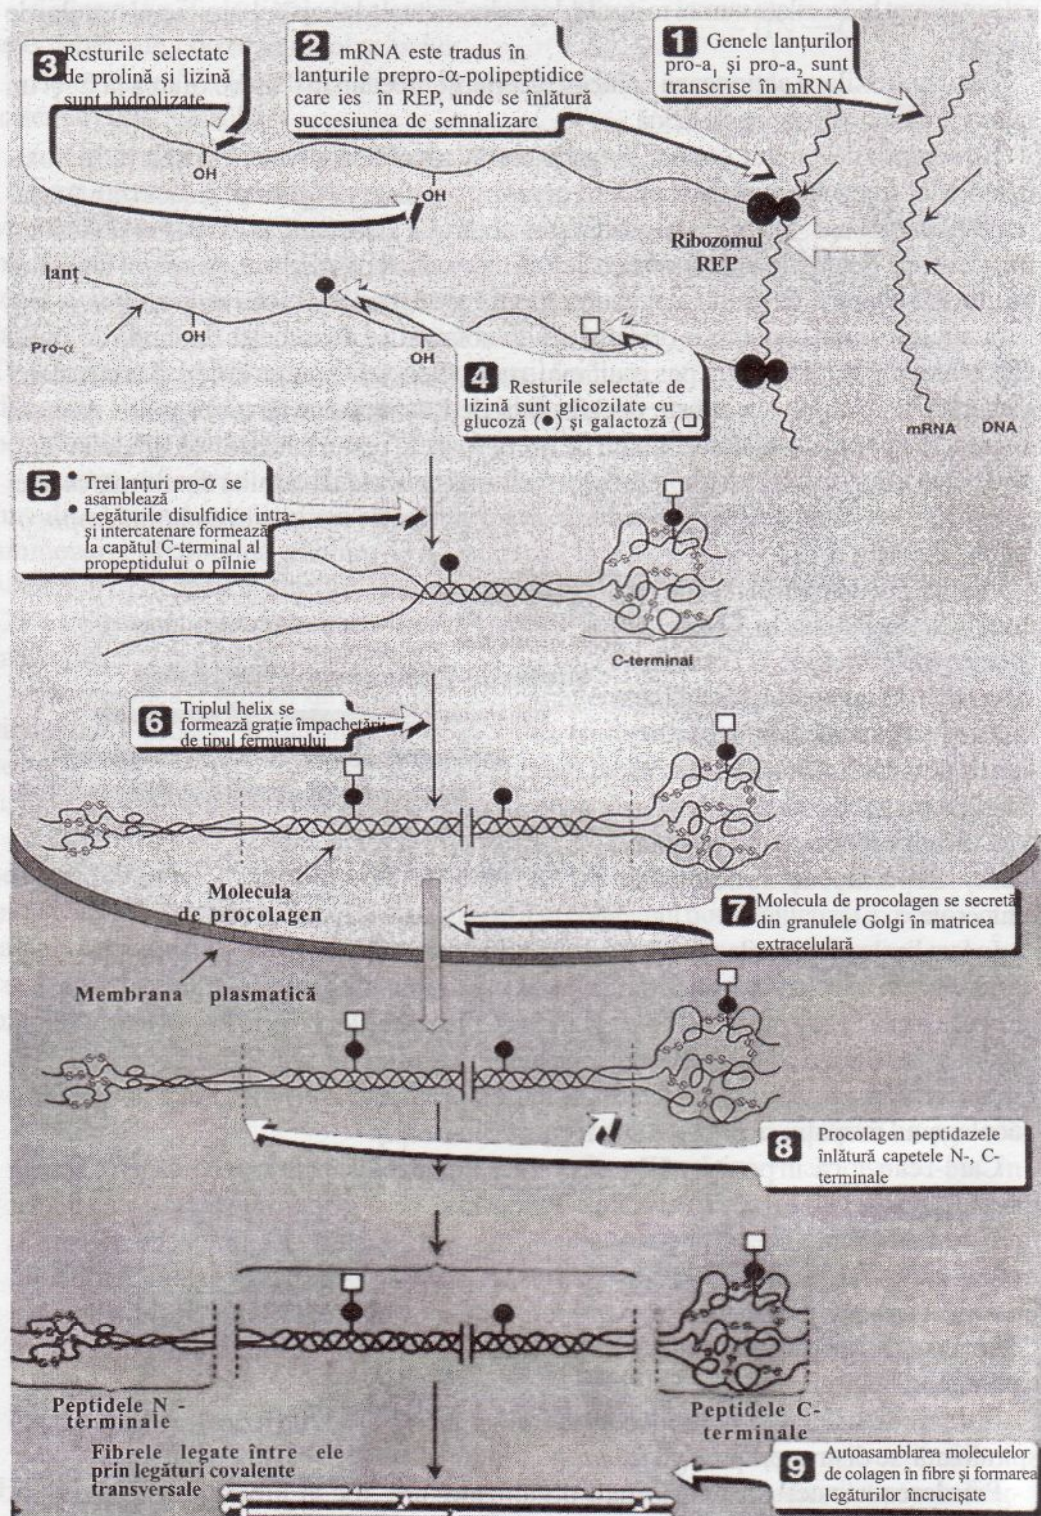 3 Resturile selectate
de prolină și lizină
sunt hidrolizate
2 mRNA este tradus în
lanțurile prepro-α-polipeptidice
care ies în REP, unde se înlătură
succesiunea de semnalizare
1 Genele lanțurilor
pro-a₁ și pro-a₂ sunt
transcrise în mRNA
OH
OH
Ribozomul
REP
lanț
Pro-α
OH
OH
4 Resturile selectate de
lizină sunt glicozilate cu
glucoză (●) și galactoză (□)
mRNA DNA
5 • Trei lanțuri pro-α se
asamblează
• Legăturile disulfidice intra-
și intercatenare formează
la capătul C-terminal al
propeptidului o pîlnie
C-terminal
6 Triplul helix se
formează grație împachetării
de tipul fermuarului
Molecula
de procolagen
7 Molecula de procolagen se secretă
din granulele Golgi în matricea
extracelulară
Membrana plasmatică
8 Procolagen peptidazele
înlătură capetele N-, C-
terminale
Peptidele N -
terminale
Peptidele C-
terminale
Fibrele legate între ele
prin legături covalente
transversale
9 Autoasamblarea moleculelor
de colagen în fibre și formarea
legăturilor încrucișate